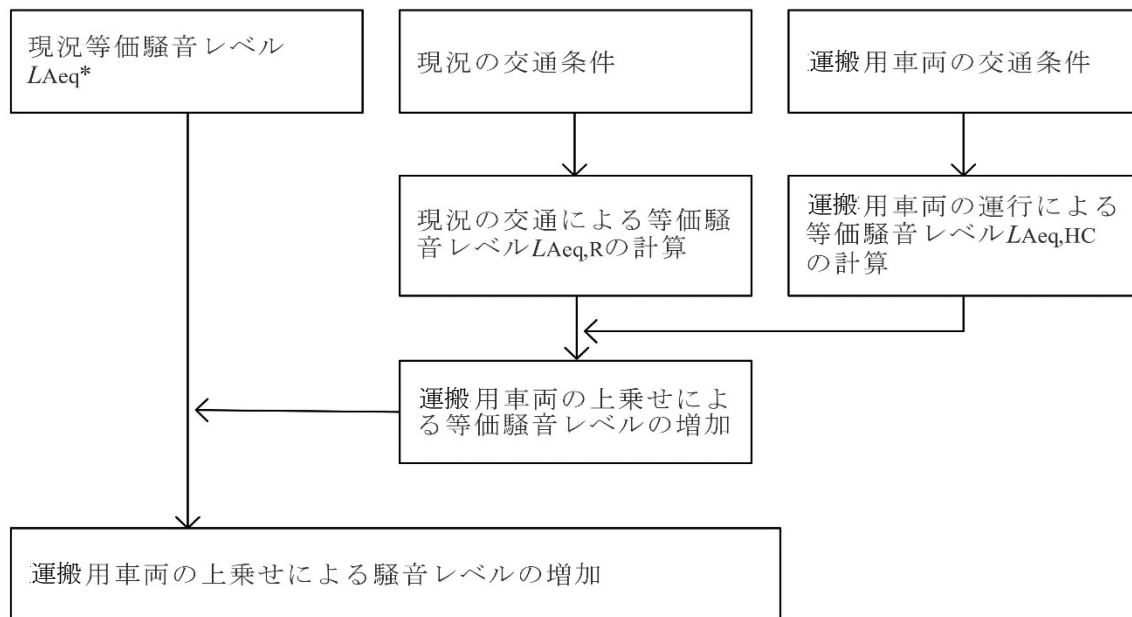 現況等価騒音レベル
LAeq*
現況の交通条件
運搬用車両の交通条件
現況の交通による等価騒
音レベルLAeq,Rの計算
運搬用車両の運行による
等価騒音レベルLAeq,HC
の計算
運搬用車両の上乗せによ
る等価騒音レベルの増加
運搬用車両の上乗せによる騒音レベルの増加